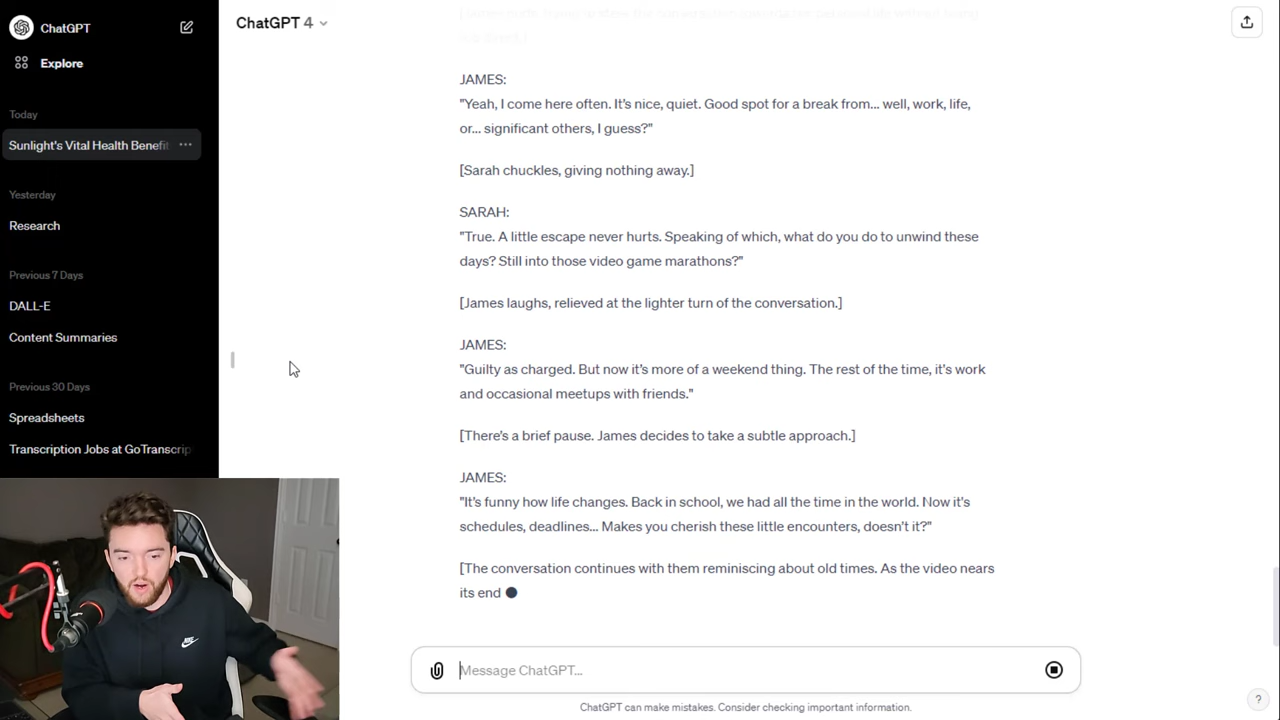 ChatGPT
Explore
Today
Sunlight's Vital Health Benefit
Yesterday
Research
Previous 7 Days
DALL-E
Content Summaries
Previous 30 Days
Spreadsheets
Transcription Jobs at GoTranscrip
ChatGPT 4
JAMES:
"Yeah, I come here often. It's nice, quiet. Good spot for a break from... well, work, life,
or... significant others, I guess?"
[Sarah chuckles, giving nothing away.]
SARAH:
"True. A little escape never hurts. Speaking of which, what do you do to unwind these
days? Still into those video game marathons?"
[James laughs, relieved at the lighter turn of the conversation.]
JAMES:
"Guilty as charged. But now it's more of a weekend thing. The rest of the time, it's work
and occasional meetups with friends."
[There's a brief pause. James decides to take a subtle approach.]
JAMES:
"It's funny how life changes. Back in school, we had all the time in the world. Now it's
schedules, deadlines... Makes you cherish these little encounters, doesn't it?"
[The conversation continues with them reminiscing about old times. As the video nears
its end
Message ChatGPT...
ChatGPT can make mistakes. Consider checking important information.
?